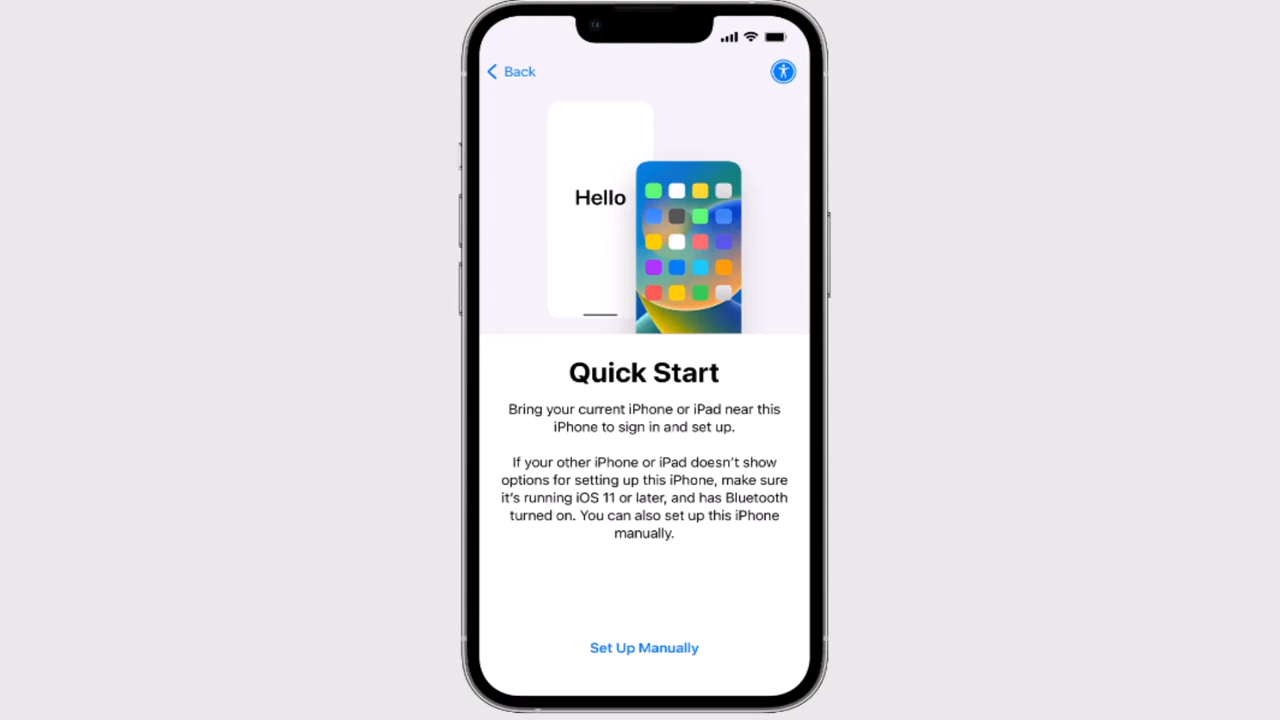 Back
Hello
Quick Start
Bring your current iPhone or iPad near this
iPhone to sign in and set up.
If your other iPhone or iPad doesn't show
options for setting up this iPhone, make sure
it's running iOS 11 or later, and has Bluetooth
turned on. You can also set up this iPhone
manually.
Set Up Manually